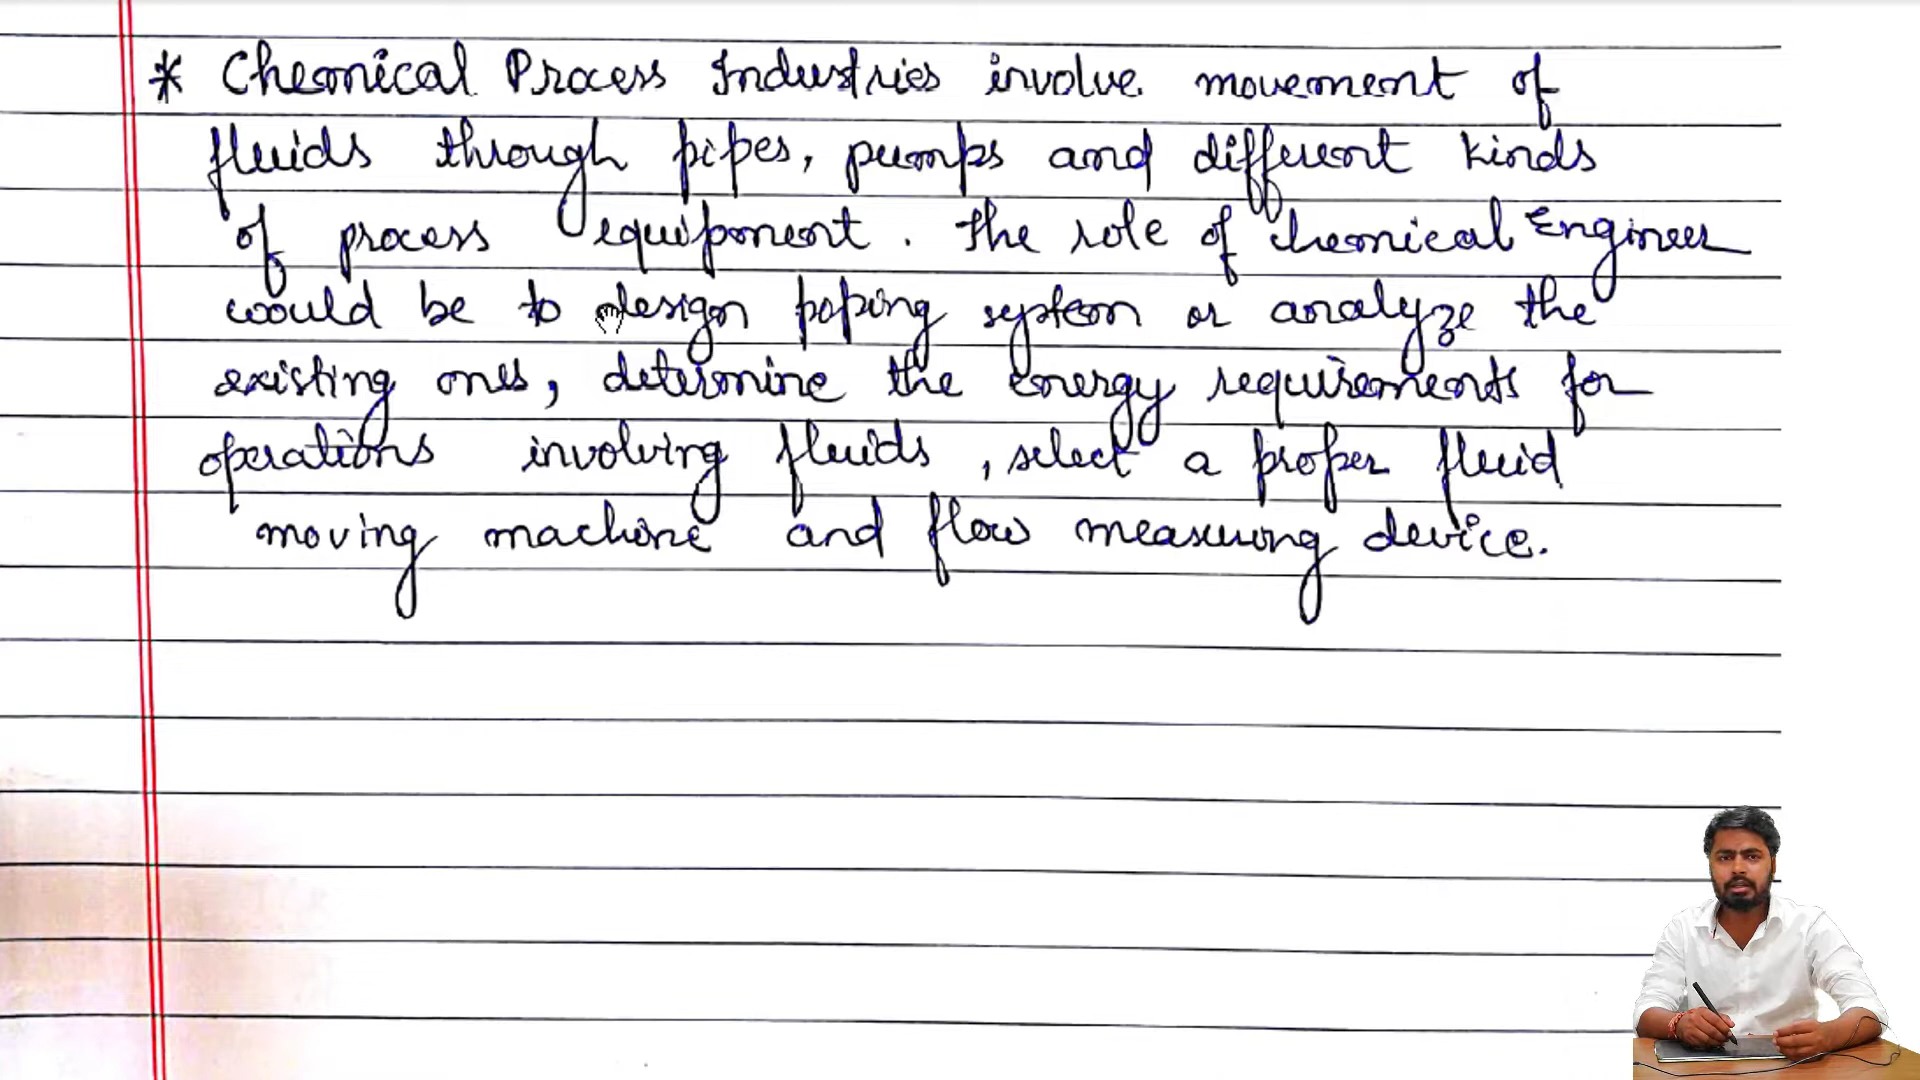 * Chemical Process Industries involve movement of
fluids through pipes, pumps and different kinds
of process equipment. The role of chemical Engineer
would be to design poping system or analyze the
existing ones, determine the energy requirements for
operations involving fluids, select a proper fluid
moving machine and flow measuring device.